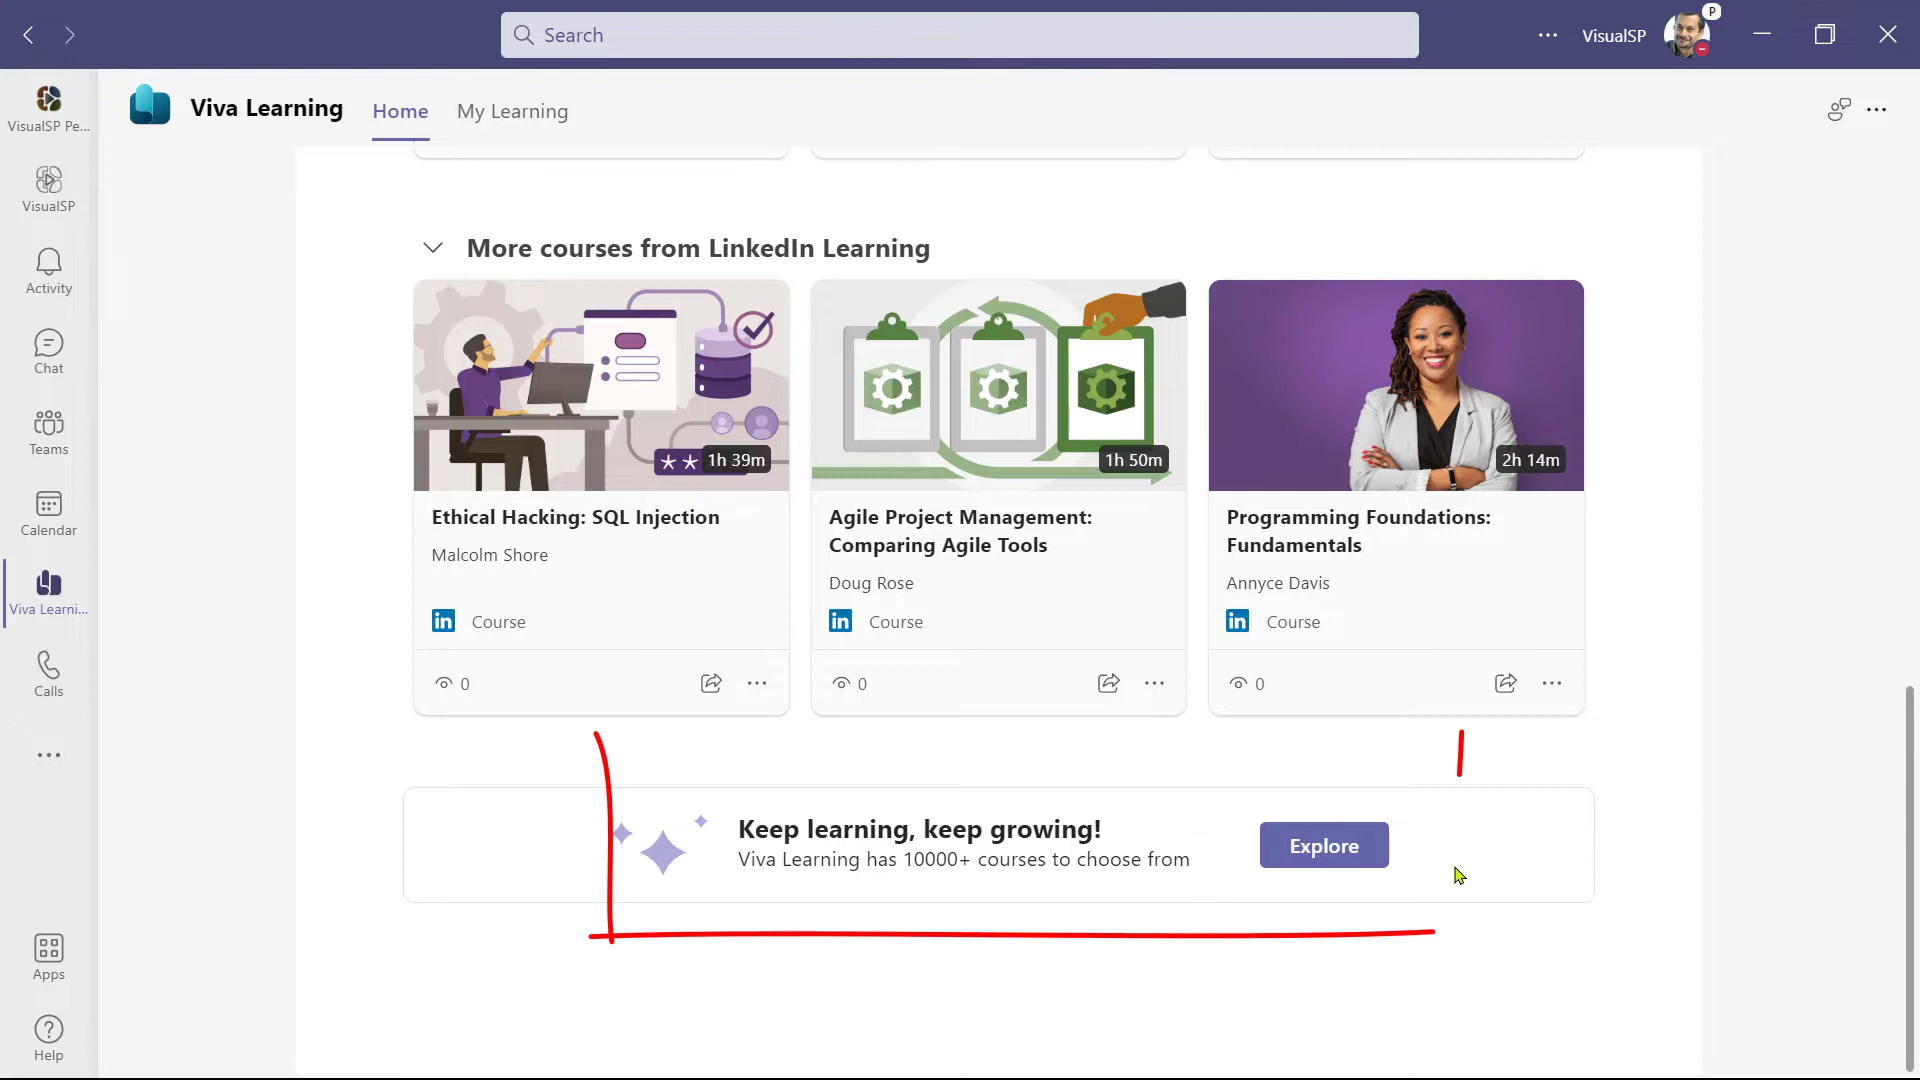 Search
VisualSP
P
VisualSP Pe...
VisualSP
Activity
Chat
Teams
Calendar
Viva Learni...
Calls
Apps
Help
Viva Learning
Home
My Learning
More courses from LinkedIn Learning
1h 39m
Ethical Hacking: SQL Injection
Malcolm Shore
in Course
0
1h 50m
Agile Project Management:
Comparing Agile Tools
Doug Rose
in Course
0
2h 14m
Programming Foundations:
Fundamentals
Annyce Davis
in Course
0
Keep learning, keep growing!
Viva Learning has 10000+ courses to choose from
Explore